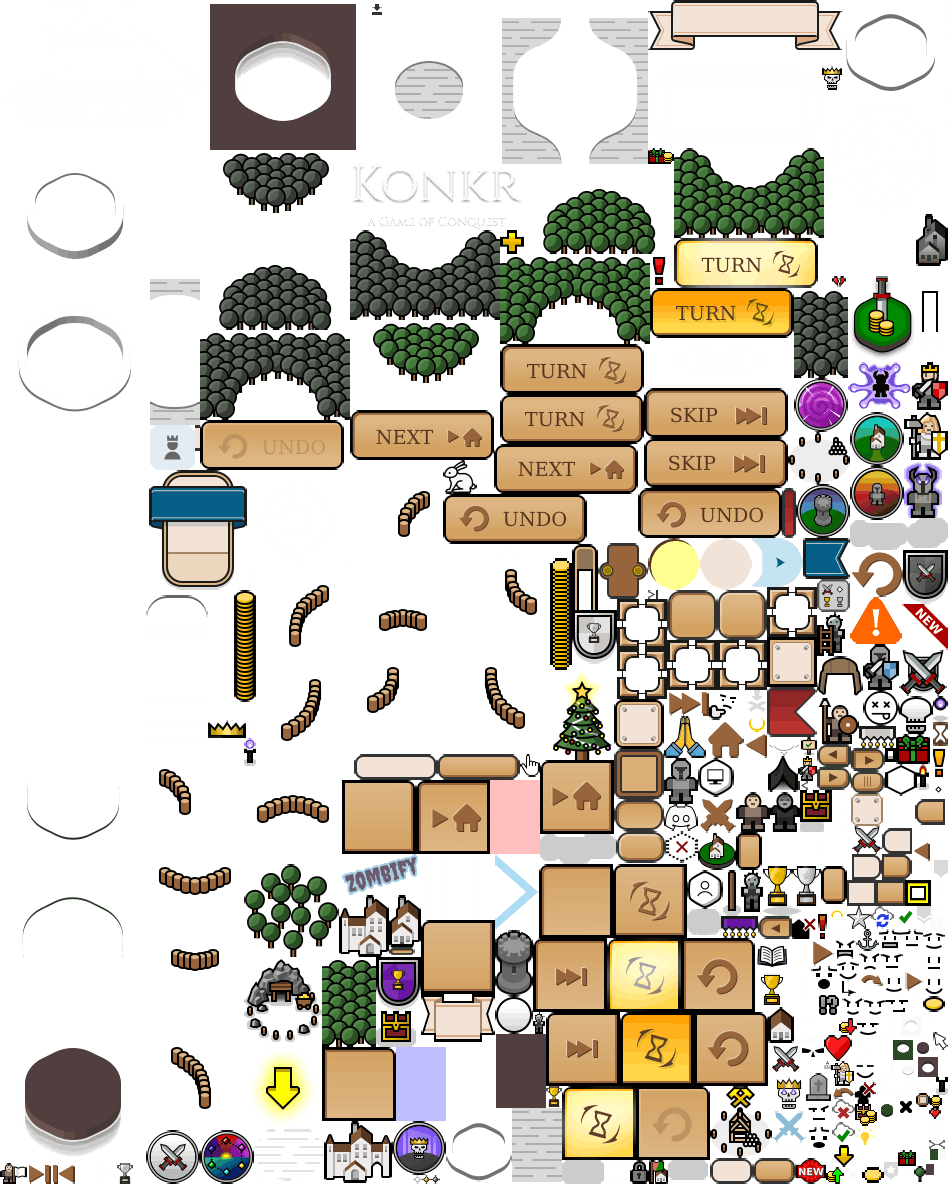 KONKR
A GAME OF CONQUEST
TURN
TURN
TURN
SKIP
TURN
UNDO
NEXT
SKIP
NEXT
UNDO
UNDO
NEW
ZOMBIFY
NEW